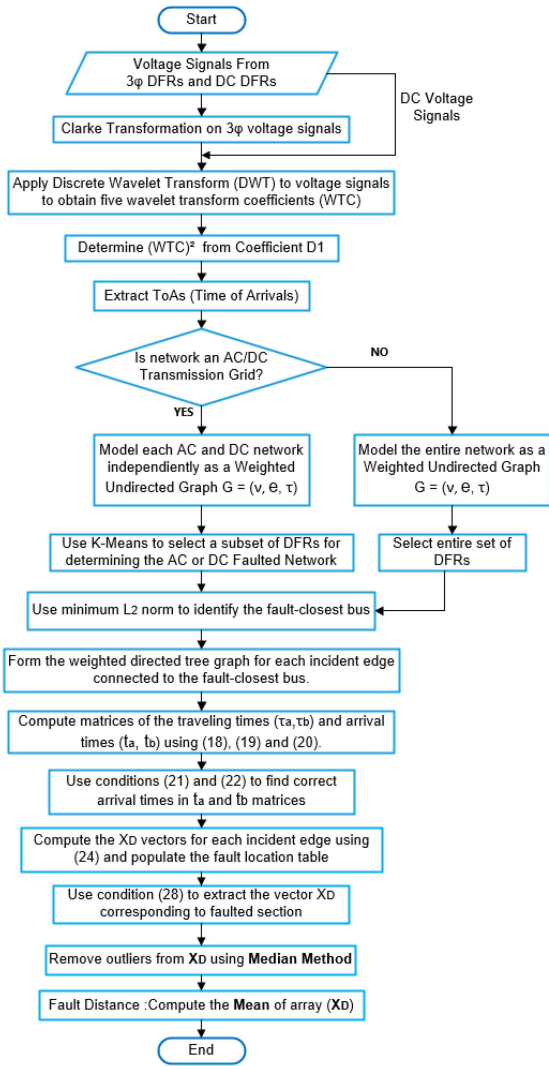 Start
Voltage Signals From
3φ DFRs and DC DFRs
DC Voltage
Signals
Clarke Transformation on 3φ voltage signals
Apply Discrete Wavelet Transform (DWT) to voltage signals
to obtain five wavelet transform coefficients (WTC)
Determine (WTC)² from Coefficient D1
Extract ToAs (Time of Arrivals)
Is network an AC/DC
Transmission Grid?
NO
YES
Model each AC and DC network
independently as a Weighted
Undirected Graph G = (ν, e, τ)
Model the entire network as a
Weighted Undirected Graph
G = (ν, e, τ)
Use K-Means to select a subset of DFRs for
determining the AC or DC Faulted Network
Select entire set of
DFRs
Use minimum L2 norm to identify the fault-closest bus
Form the weighted directed tree graph for each incident edge
connected to the fault-closest bus.
Compute matrices of the traveling times (τa,τb) and arrival
times (ta, tb) using (18), (19) and (20).
Use conditions (21) and (22) to find correct
arrival times in ta and tb matrices
Compute the XD vectors for each incident edge using
(24) and populate the fault location table
Use condition (28) to extract the vector XD
corresponding to faulted section
Remove outliers from XD using Median Method
Fault Distance :Compute the Mean of array (XD)
End